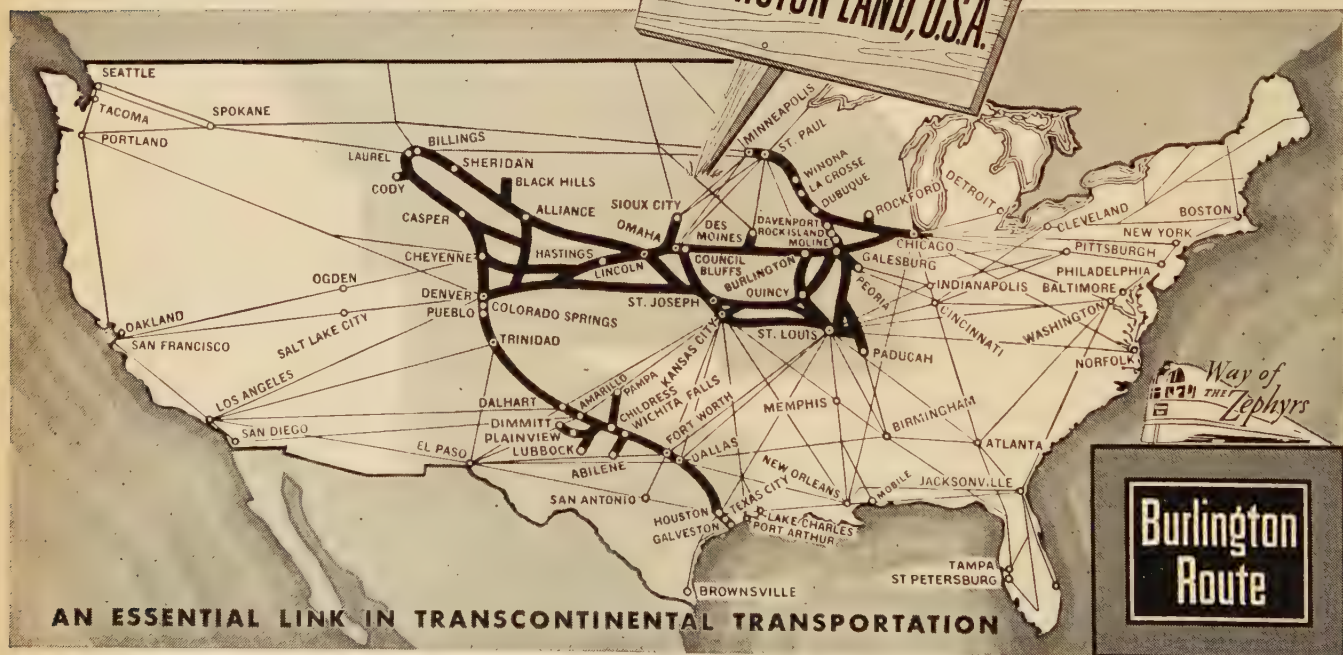 LAND, U.S.A.
SEATTLE
TACOMA
SPOKANE
PORTLAND
BILLINGS
LAUREL
SHERIDAN
CODY
BLACK HILLS
CASPER
ALLIANCE
CHEYENNE
HASTINGS
OMAHA
LINCOLN
SIOUX CITY
DES
MOINES
COUNCIL
BLUFFS
MINNEAPOLIS
ST. PAUL
WINONA
LA CROSSE
DUBUQUE
ROCKFORD
DAVENPORT
ROCK ISLAND
MOLINE
CHICAGO
GALESBURG
BURLINGTON
QUINCY
PEORIA
DETROIT
CLEVELAND
BOSTON
NEW YORK
PITTSBURGH
PHILADELPHIA
BALTIMORE
INDIANAPOLIS
CINCINNATI
WASHINGTON
NORFOLK
OGDEN
DENVER
COLORADO SPRINGS
PUEBLO
SALT LAKE CITY
OAKLAND
SAN FRANCISCO
ST. JOSEPH
KANSAS CITY
ST. LOUIS
PADUCAH
TRINIDAD
LOS ANGELES
SAN DIEGO
DALHART
AMARILLO
PAMPA
CHILDRESS
WICHITA FALLS
FORT WORTH
DIMMITT
PLAINVIEW
LUBBOCK
ABILENE
DALLAS
EL PASO
MEMPHIS
BIRMINGHAM
ATLANTA
SAN ANTONIO
HOUSTON
GALVESTON
TEXAS CITY
LAKE CHARLES
PORT ARTHUR
NEW ORLEANS
MOBILE
JACKSONVILLE
TAMPA
ST PETERSBURG
BROWNSVILLE
Way of
THE
Zephyrs
Burlington
Route
AN ESSENTIAL LINK IN TRANSCONTINENTAL TRANSPORTATION